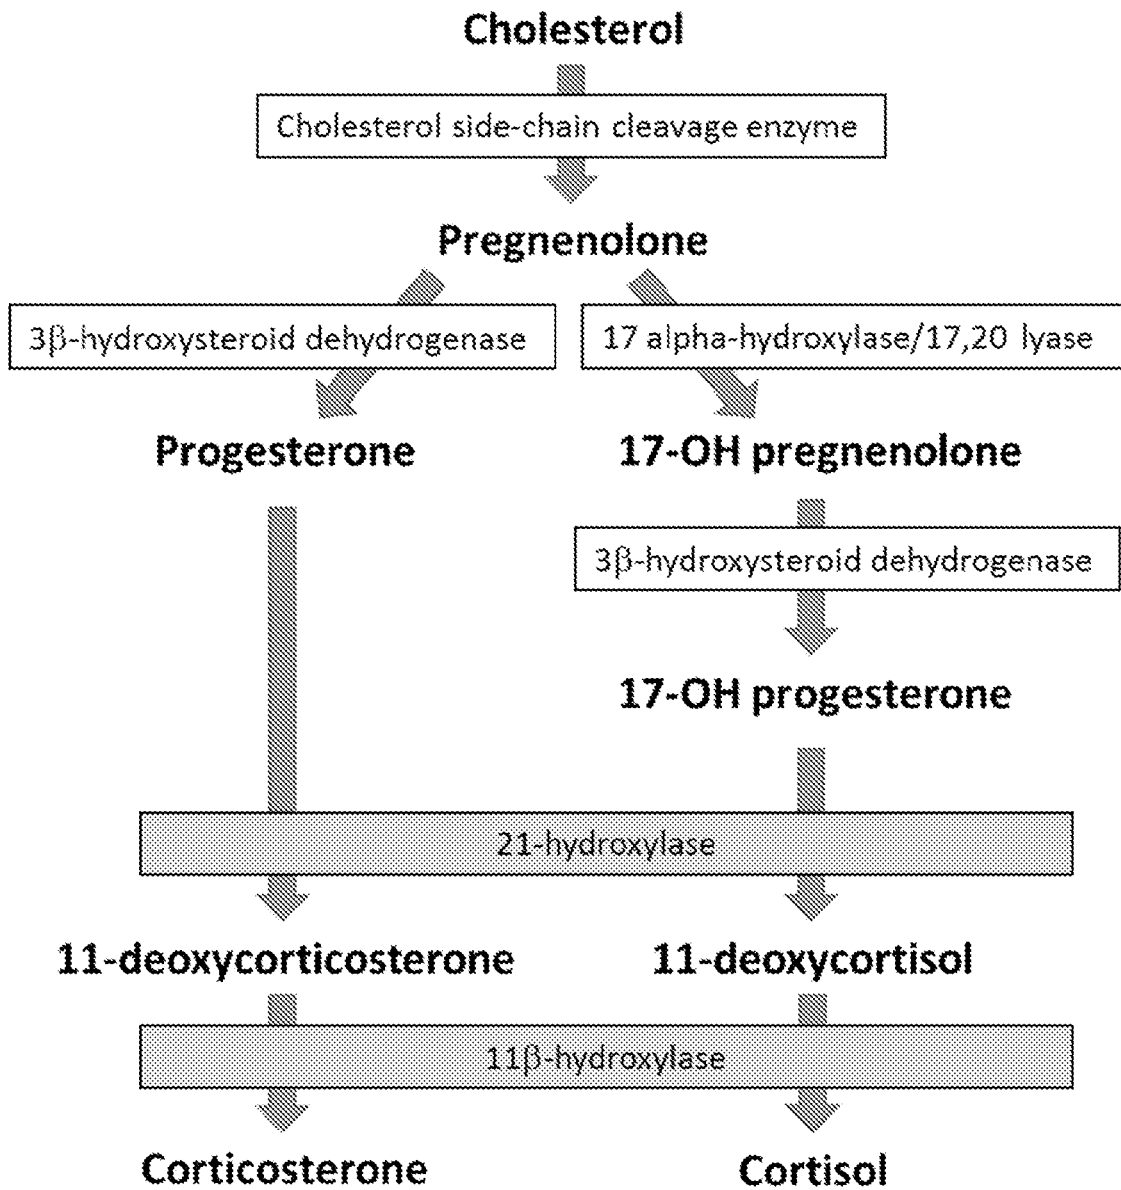 Cholesterol
Cholesterol side-chain cleavage enzyme
Pregnenolone
3β-hydroxysteroid dehydrogenase
17 alpha-hydroxylase/17,20 lyase
Progesterone
17-OH pregnenolone
3β-hydroxysteroid dehydrogenase
17-OH progesterone
21-hydroxylase
11-deoxycorticosterone
11-deoxycortisol
11β-hydroxylase
Corticosterone
Cortisol